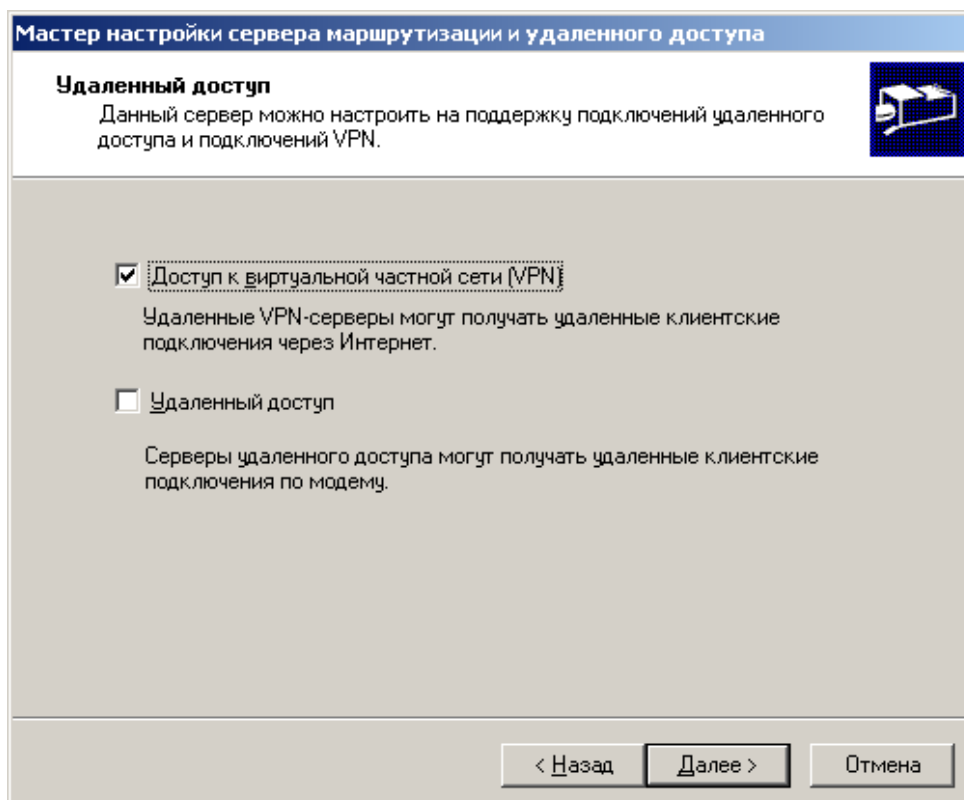 Мастер настройки сервера маршрутизации и удаленного доступа
Удаленный доступ
Данный сервер можно настроить на поддержку подключений удаленного
доступа и подключений VPN.
Доступ к виртуальной частной сети (VPN)
Удаленные VPN-серверы могут получать удаленные клиентские
подключения через Интернет.
Удаленный доступ
Серверы удаленного доступа могут получать удаленные клиентские
подключения по модему.
< Назад
Далее >
Отмена